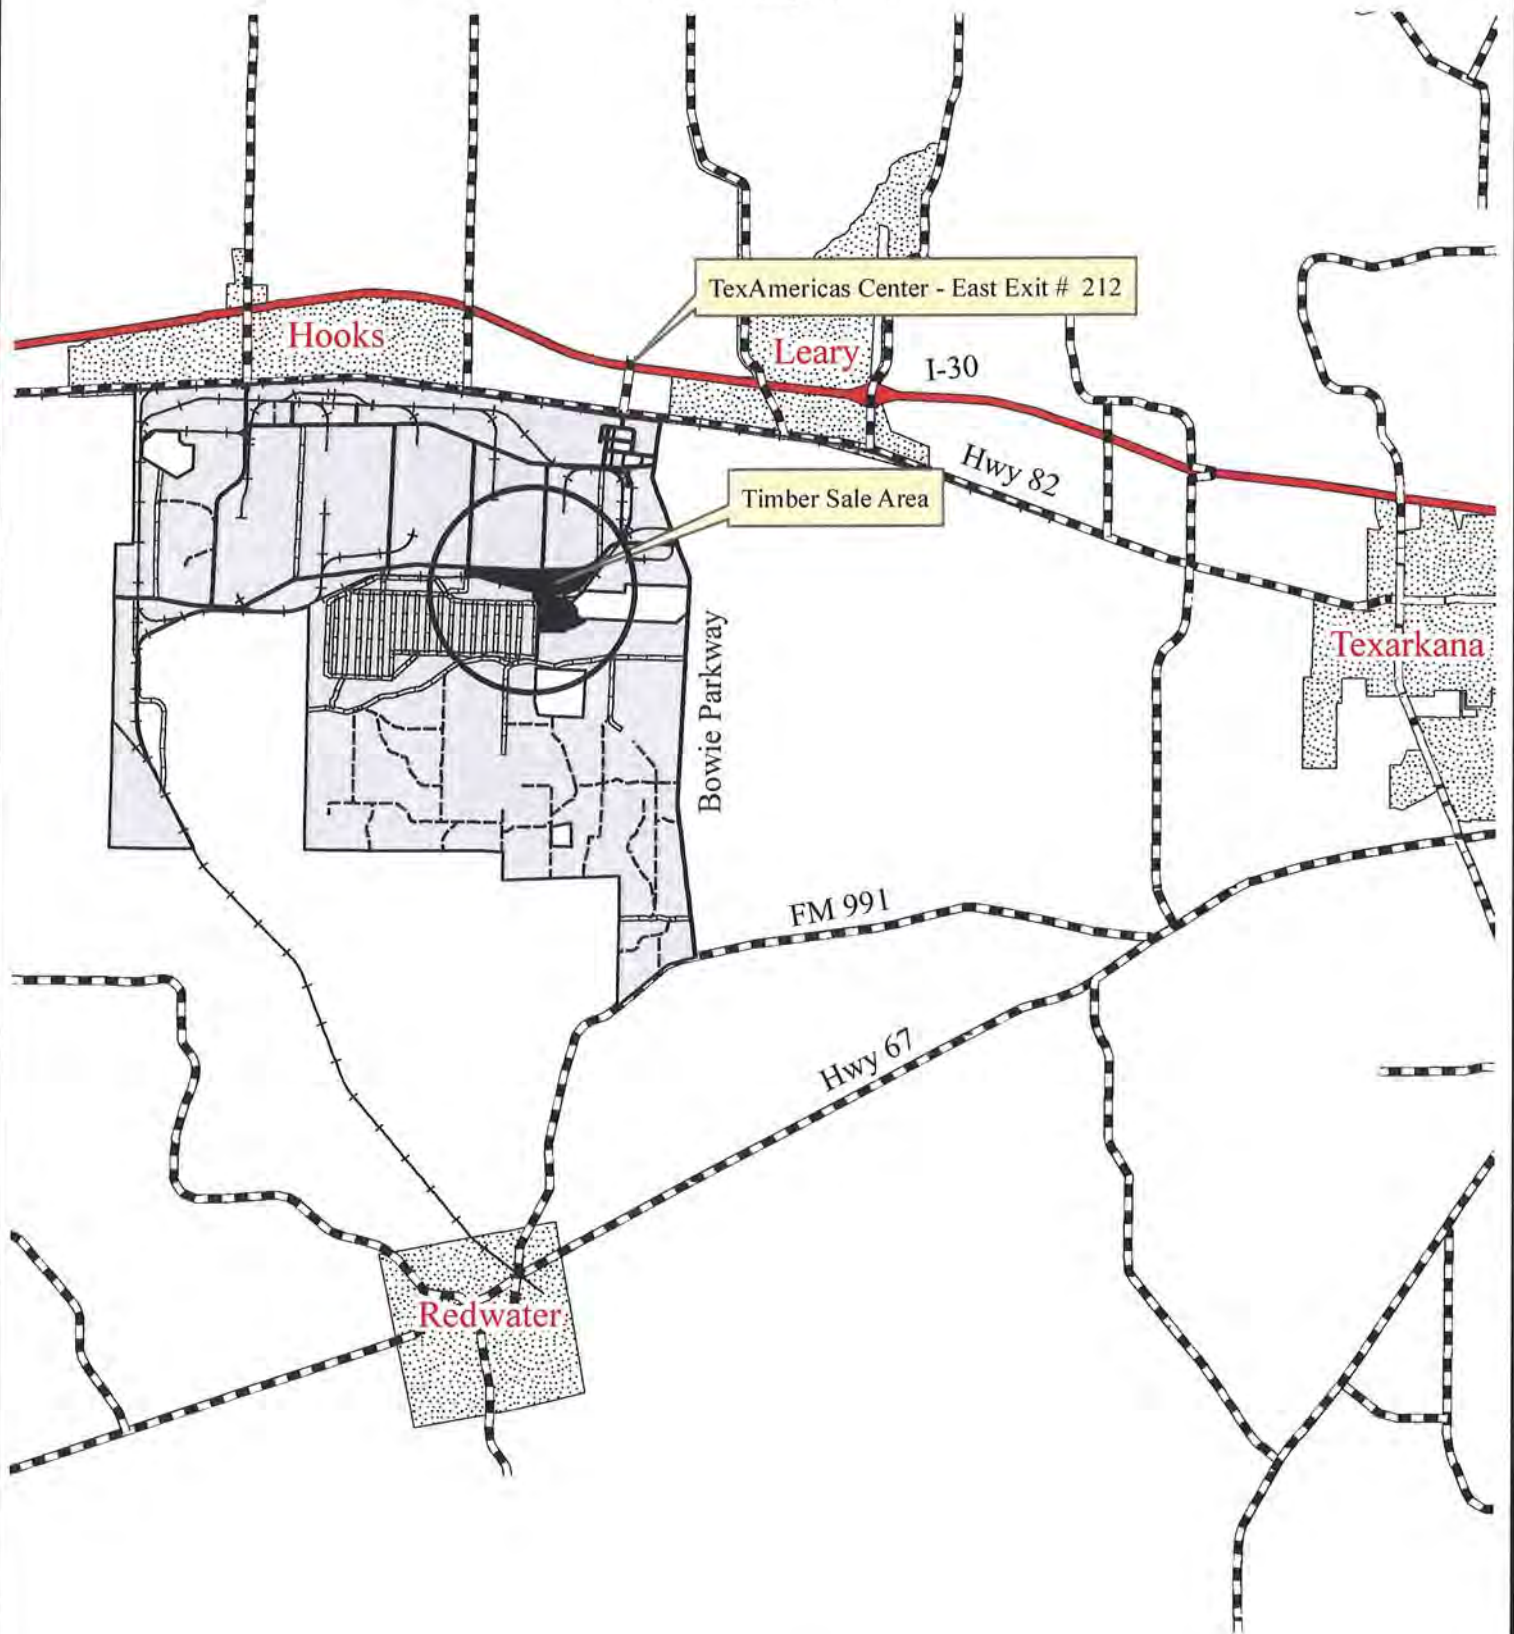 TexAmericas Center - East Exit # 212
Hooks
Leary
I-30
Hwy 82
Timber Sale Area
Texarkana
Bowie Parkway
FM 991
Hwy 67
Redwater